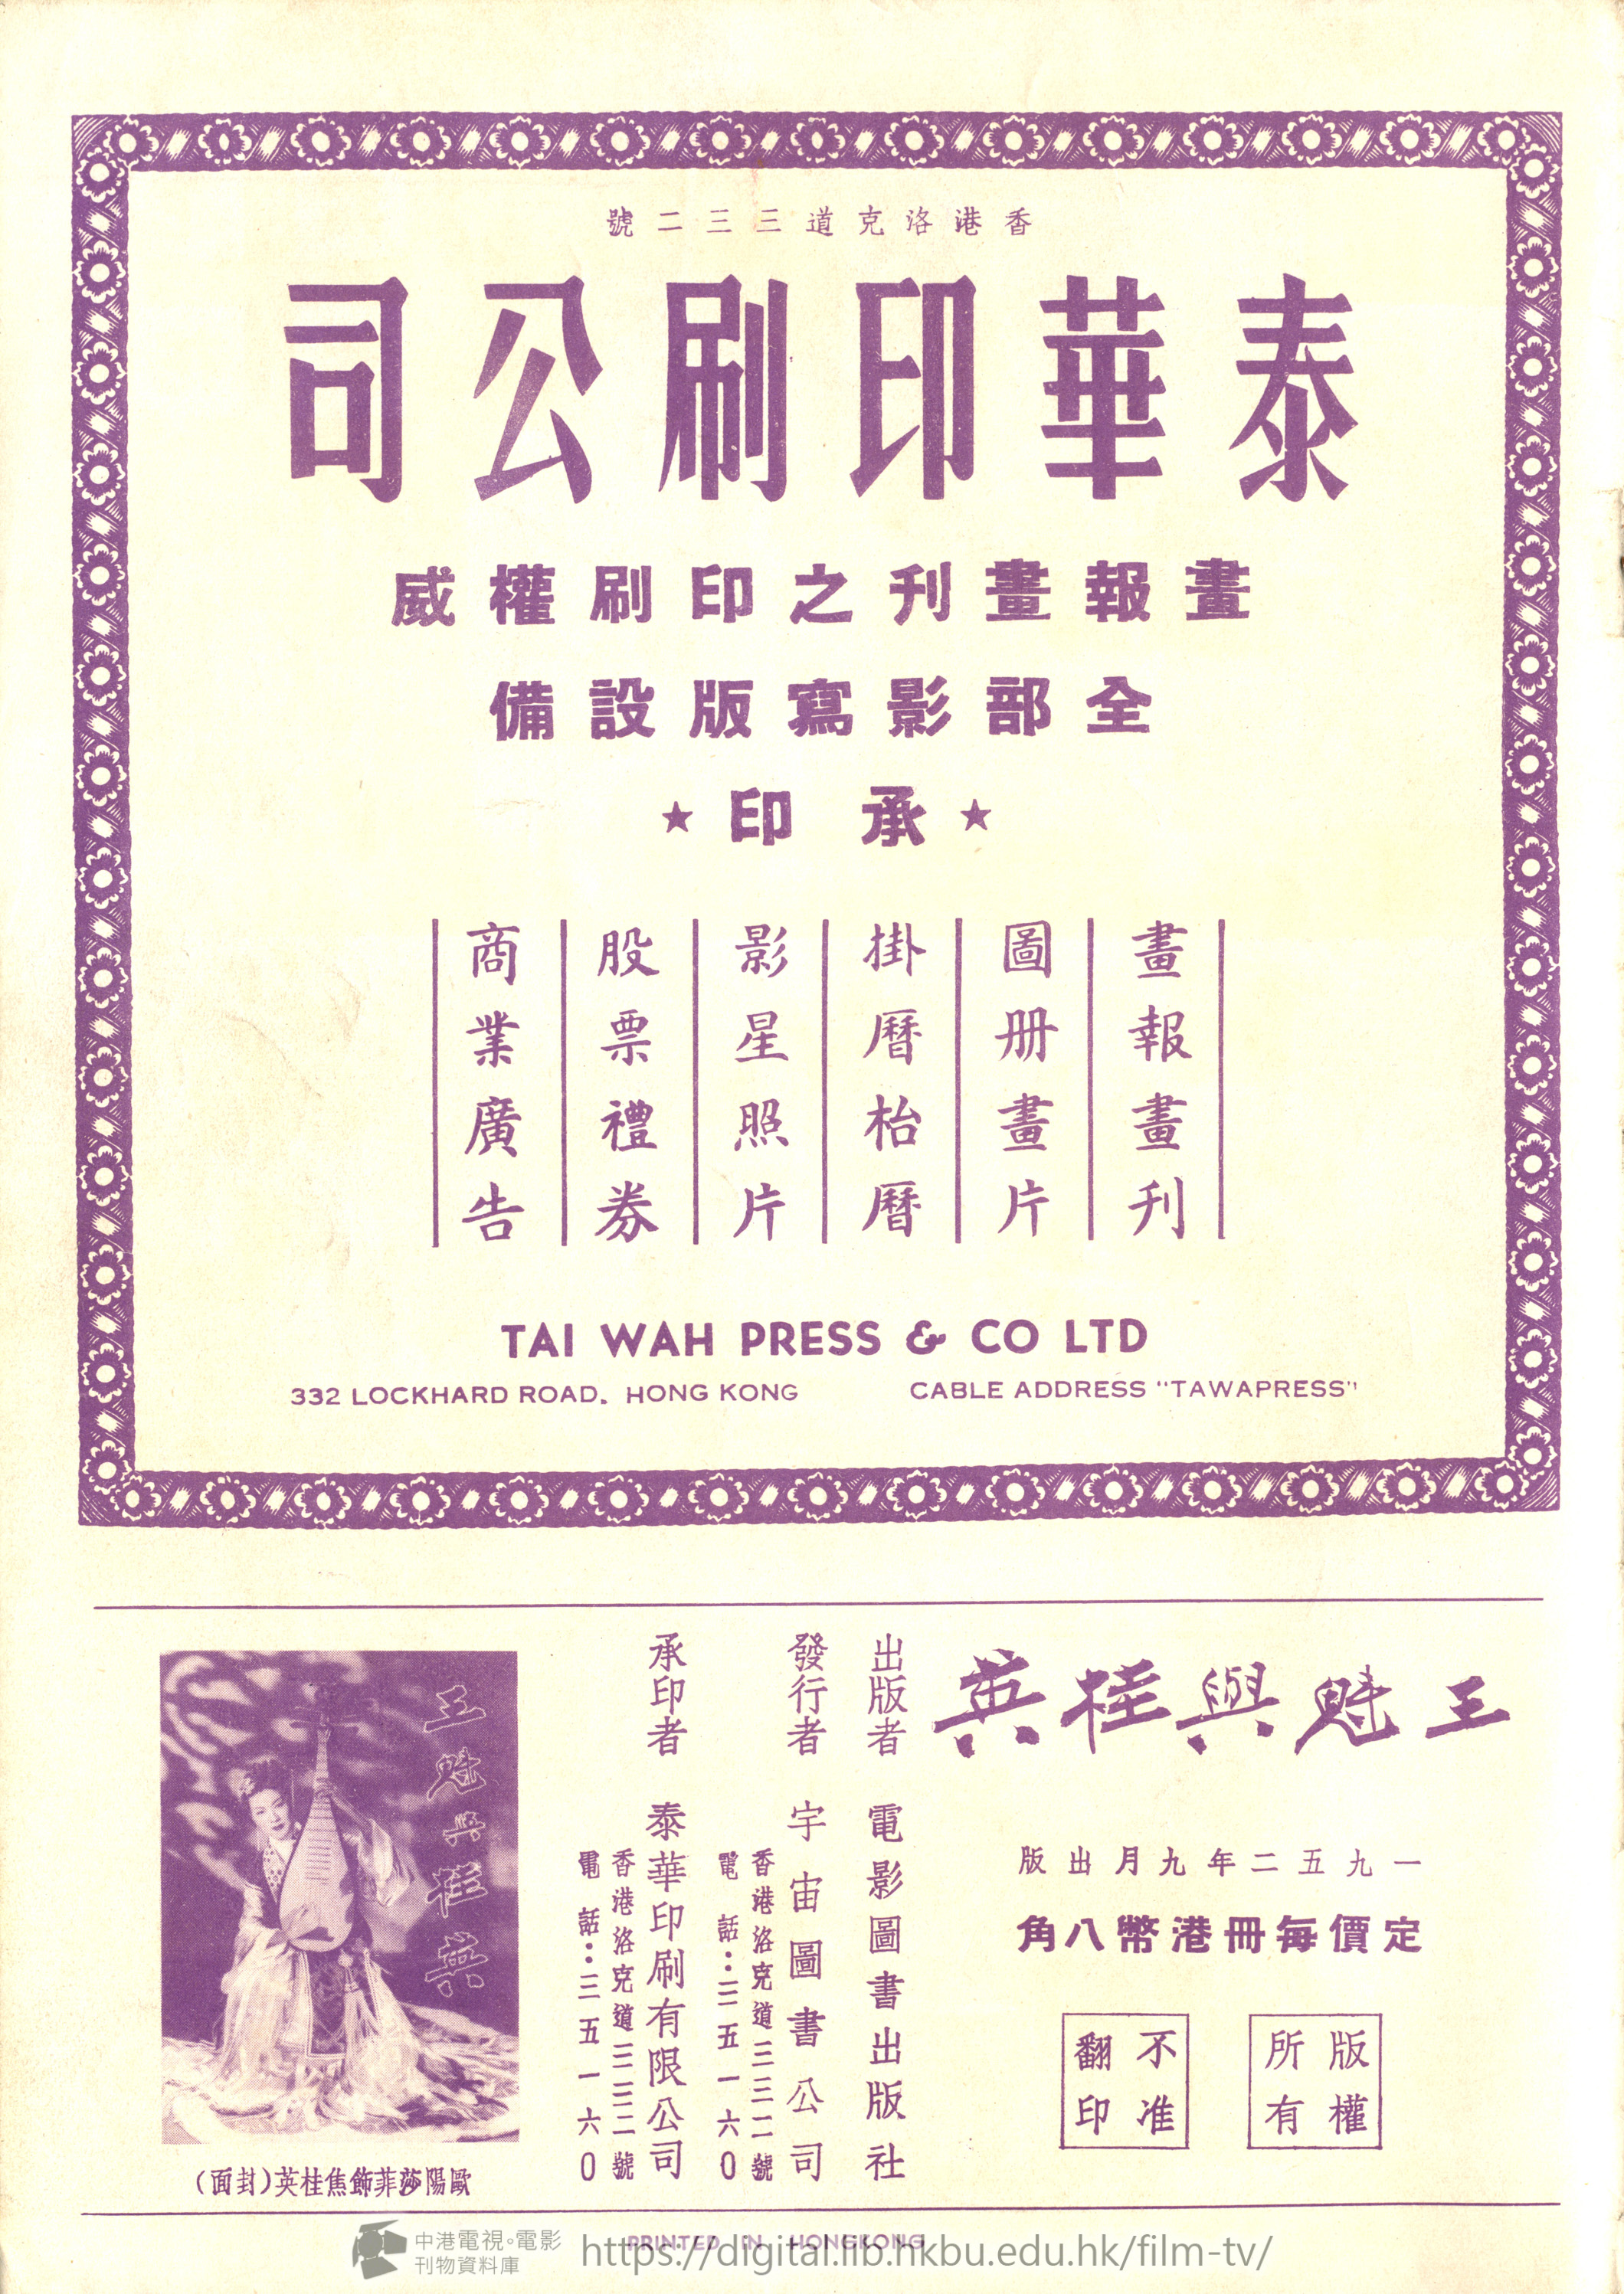 香港洛克道三三二號
泰華印刷公司
畫報畫刊之印刷權威
全部影寫版設備
★承印★
畫報畫刊
圖册畫片
掛曆枱曆
影星照片
股票禮券
商業廣告
TAI WAH PRESS & CO LTD
332 LOCKHARD ROAD, HONG KONG
CABLE ADDRESS "TAWAPRESS"
王魁與桂英
一九五二年九月出版
定價每冊港幣八角
版權所有
不准翻印
出版者 電影圖書出版社
發行者 宇宙圖書公司
香港洛克道三三二號
電話:三五一六〇
承印者 泰華印刷有限公司
香港洛克道三三二號
電話:三五一六〇
王魁與桂英
歐陽莎菲飾焦桂英(封面)
PRINTED IN HONGKONG
中港電視。電影
刊物資料庫
https://digital.lib.hkbu.edu.hk/film-tv/